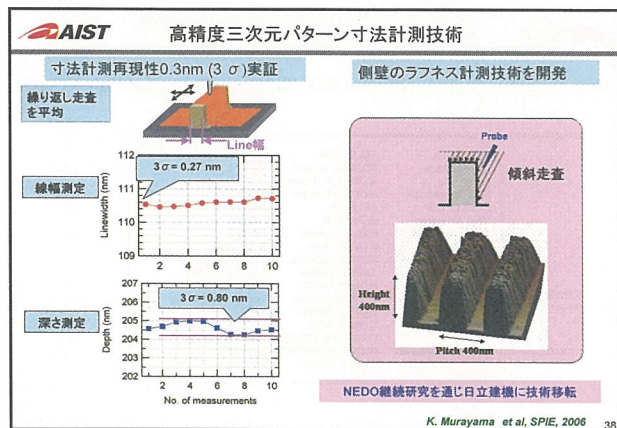 AIST
高精度三次元パターン寸法計測技術
寸法計測再現性0.3nm (3 σ)実証
繰り返し走査
を平均
Line幅
線幅測定
112
111
110
109
Linewidth (nm)
3σ= 0.27 nm
2 4 6 8 10
深さ測定
207
206
205
204
203
202
Depth (nm)
3σ= 0.80 nm
2 4 6 8 10
No. of measurements
側壁のラフネス計測技術を開発
Probe
傾斜走査
Height
400nm
Pitch 400nm
NEDO継続研究を通じ日立建機に技術移転
K. Murayama et al, SPIE, 2006
38